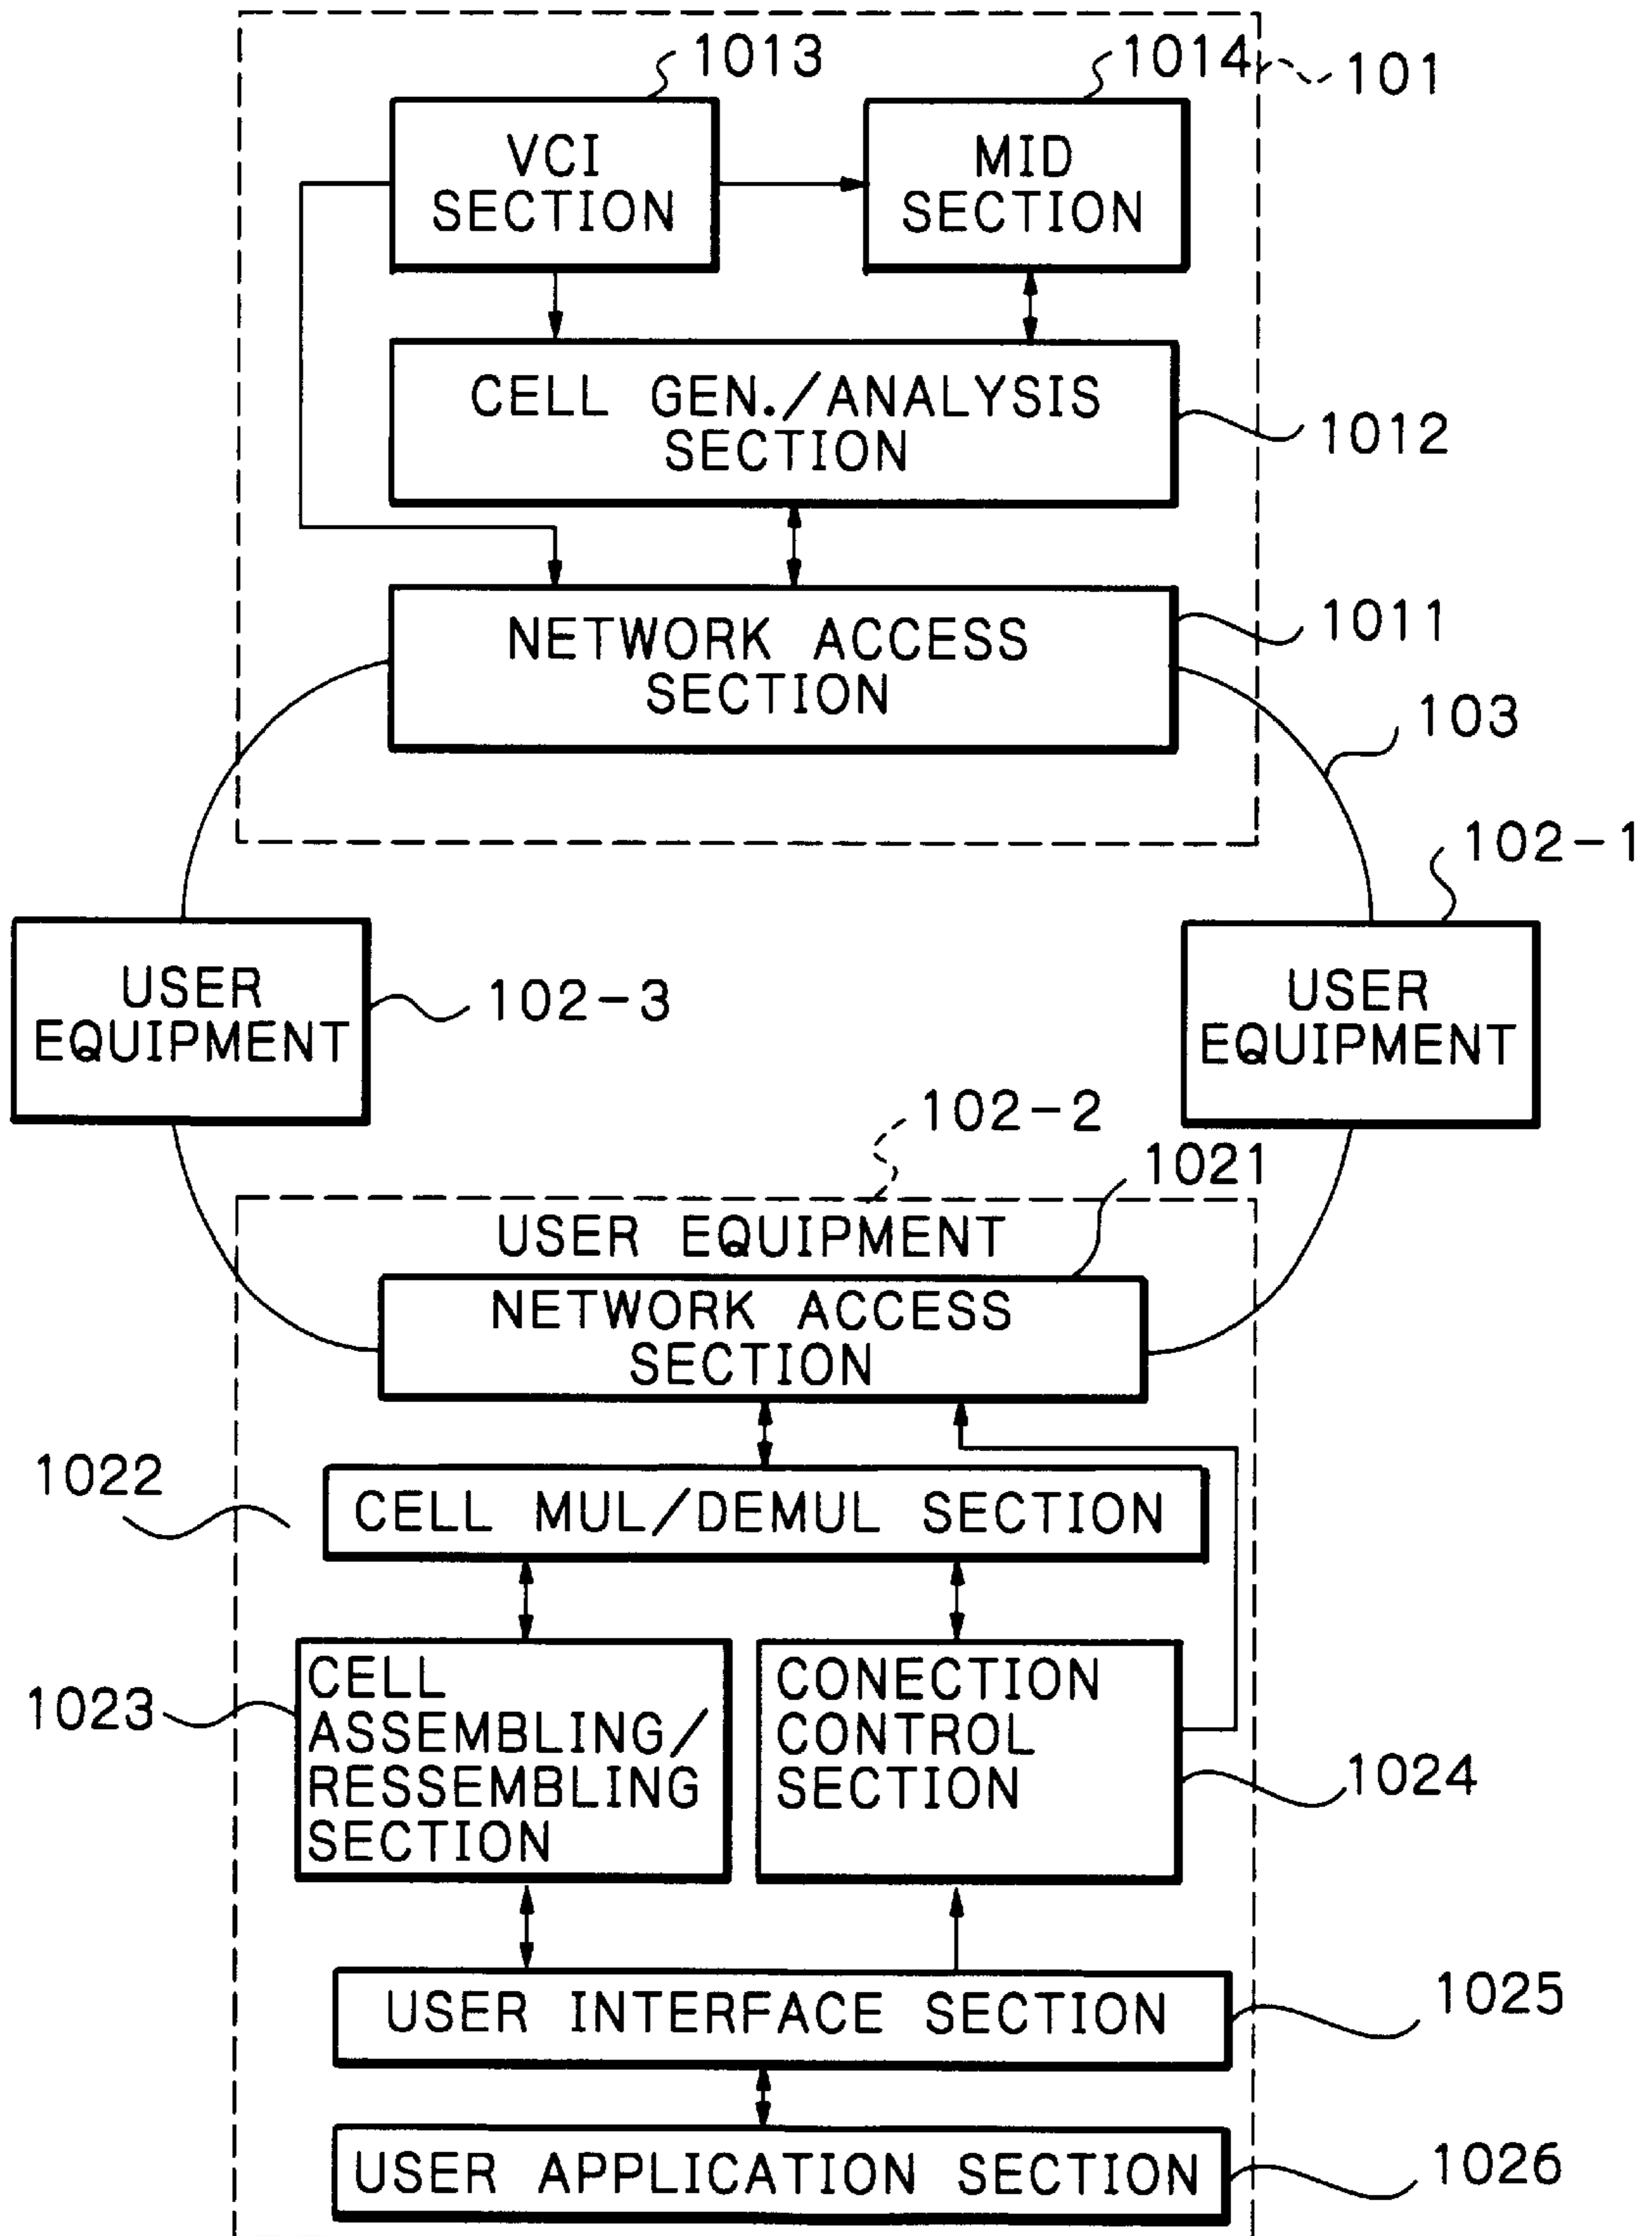 1013
1014
101
VCI
SECTION
MID
SECTION
CELL GEN./ANALYSIS
SECTION
1012
NETWORK ACCESS
SECTION
1011
103
102-1
USER
EQUIPMENT
102-3
USER
EQUIPMENT
102-2
1021
USER EQUIPMENT
NETWORK ACCESS
SECTION
1022
CELL MUL/DEMUL SECTION
1023
CELL
ASSEMBLING/
RESSEMBLING
SECTION
CONECTION
CONTROL
SECTION
1024
USER INTERFACE SECTION
1025
USER APPLICATION SECTION
1026